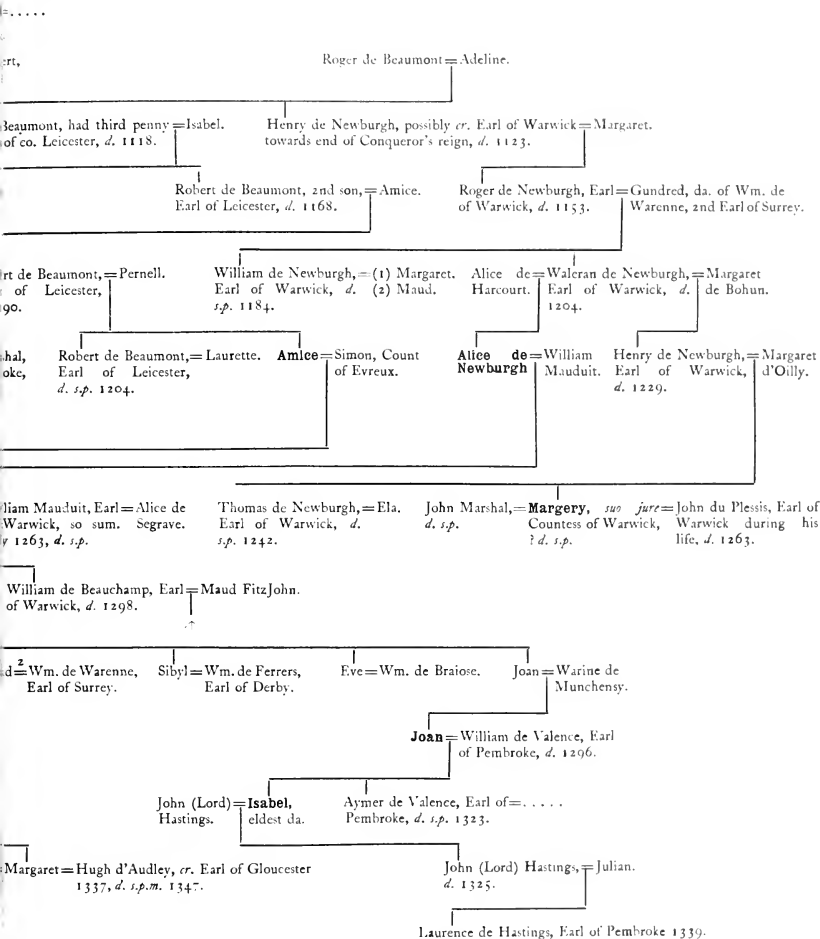 =.....
ert,
Roger de Beaumont=Adeline.
Beaumont, had third penny=Isabel.
of co. Leicester, d. 1118.
Henry de Newburgh, possibly cr. Earl of Warwick=Margaret.
towards end of Conqueror's reign, d. 1123.
Robert de Beaumont, 2nd son,=Amice.
Earl of Leicester, d. 1168.
Roger de Newburgh, Earl=Gundred, da. of Wm. de
of Warwick, d. 1153. Warenne, 2nd Earl of Surrey.
rt de Beaumont,=Pernell.
of Leicester,
90.
William de Newburgh,=(1) Margaret.
Earl of Warwick, d. (2) Maud.
s.p. 1184.
Alice de=Waleran de Newburgh,=Margaret
Harcourt. Earl of Warwick, d. de Bohun.
1204.
hal,
oke,
Robert de Beaumont,=Laurette.
Earl of Leicester,
d. s.p. 1204.
Amice=Simon, Count
of Evreux.
Alice de=William
Newburgh Mauduit.
Henry de Newburgh,=Margaret
Earl of Warwick, d'Oilly.
d. 1229.
liam Mauduit, Earl=Alice de
Warwick, so sum. Segrave.
1263, d. s.p.
Thomas de Newburgh,=Ela.
Earl of Warwick, d.
s.p. 1242.
John Marshal,=Margery, suo jure=John du Plessis, Earl of
d. s.p. Countess of Warwick, Warwick during his
? d. s.p. life, d. 1263.
William de Beauchamp, Earl=Maud FitzJohn.
of Warwick, d. 1298.
d=2Wm. de Warenne,
Earl of Surrey.
Sibyl=Wm. de Ferrers,
Earl of Derby.
Eve=Wm. de Braiose.
Joan=Warine de
Munchensy.
Joan=William de Valence, Earl
of Pembroke, d. 1296.
John (Lord)=Isabel,
Hastings. eldest da.
Aymer de Valence, Earl of=.....
Pembroke, d. s.p. 1323.
Margaret=Hugh d'Audley, cr. Earl of Gloucester
1337, d. s.p.m. 1347.
John (Lord) Hastings,=Julian.
d. 1325.
Laurence de Hastings, Earl of Pembroke 1339.